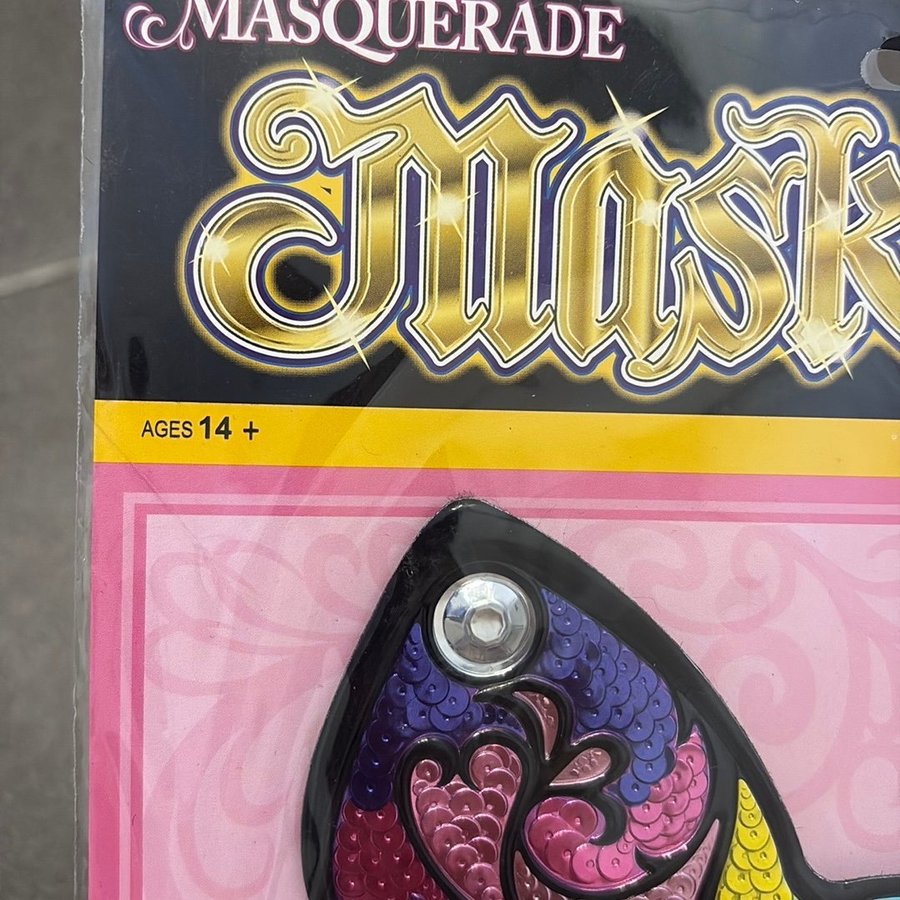 MASQUERADE
Mask
AGES 14 +